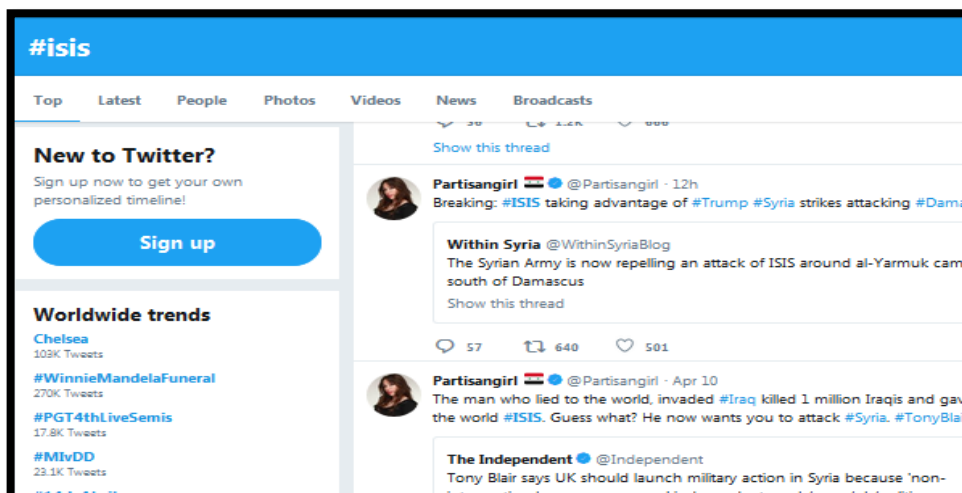 #isis
Top Latest People Photos Videos News Broadcasts
New to Twitter?
Sign up now to get your own
personalized timeline!
Sign up
Worldwide trends
Chelsea
103K Tweets
#WinnieMandelaFuneral
270K Tweets
#PGT4thLiveSemis
17.8K Tweets
#MIvDD
23.1K Tweets
Show this thread
Partisangirl @Partisangirl · 12h
Breaking: #ISIS taking advantage of #Trump #Syria strikes attacking #Dama
Within Syria @WithinSyriaBlog
The Syrian Army is now repelling an attack of ISIS around al-Yarmuk cam
south of Damascus
Show this thread
57 640 501
Partisangirl @Partisangirl · Apr 10
The man who lied to the world, invaded #Iraq killed 1 million Iraqis and gav
the world #ISIS. Guess what? He now wants you to attack #Syria. #TonyBlai
The Independent @Independent
Tony Blair says UK should launch military action in Syria because 'non-